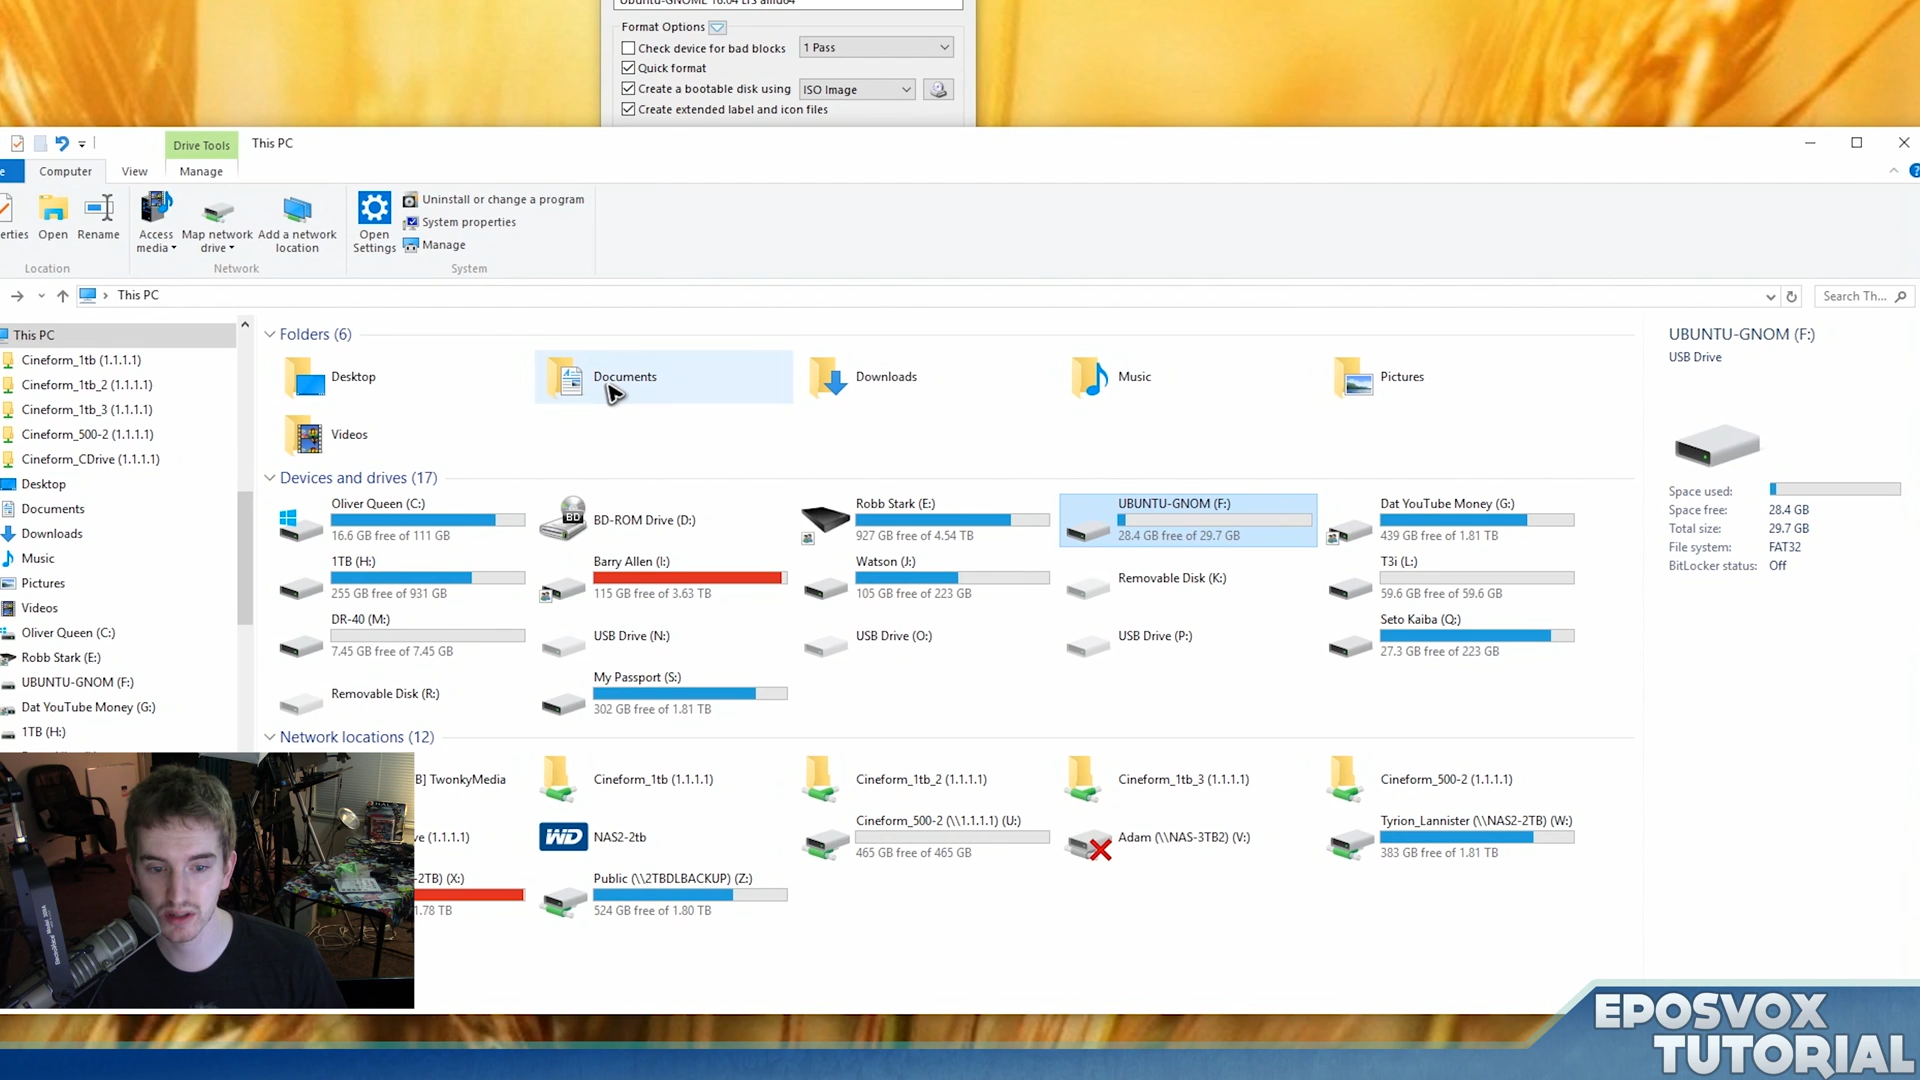 Ubuntu-GNOME 16.04 LTS amd64
Format Options
Check device for bad blocks
1 Pass
Quick format
Create a bootable disk using
ISO Image
Create extended label and icon files
Drive Tools
This PC
Computer
View
Manage
erties
Open
Rename
Access media
Map network drive
Add a network location
Open Settings
Uninstall or change a program
System properties
Manage
Location
Network
System
This PC
Search Th...
This PC
Cineform_1tb (1.1.1.1)
Cineform_1tb_2 (1.1.1.1)
Cineform_1tb_3 (1.1.1.1)
Cineform_500-2 (1.1.1.1)
Cineform_CDrive (1.1.1.1)
Desktop
Documents
Downloads
Music
Pictures
Videos
Oliver Queen (C:)
Robb Stark (E:)
UBUNTU-GNOM (F:)
Dat YouTube Money (G:)
1TB (H:)
Folders (6)
Desktop
Documents
Downloads
Music
Pictures
Videos
Devices and drives (17)
Oliver Queen (C:)
16.6 GB free of 111 GB
BD-ROM Drive (D:)
Robb Stark (E:)
927 GB free of 4.54 TB
UBUNTU-GNOM (F:)
28.4 GB free of 29.7 GB
Dat YouTube Money (G:)
439 GB free of 1.81 TB
1TB (H:)
255 GB free of 931 GB
Barry Allen (I:)
115 GB free of 3.63 TB
Watson (J:)
105 GB free of 223 GB
Removable Disk (K:)
T3i (L:)
59.6 GB free of 59.6 GB
DR-40 (M:)
7.45 GB free of 7.45 GB
USB Drive (N:)
USB Drive (O:)
USB Drive (P:)
Seto Kaiba (Q:)
27.3 GB free of 223 GB
Removable Disk (R:)
My Passport (S:)
302 GB free of 1.81 TB
Network locations (12)
B] TwonkyMedia
Cineform_1tb (1.1.1.1)
Cineform_1tb_2 (1.1.1.1)
Cineform_1tb_3 (1.1.1.1)
Cineform_500-2 (1.1.1.1)
ve (1.1.1.1)
WD
NAS2-2tb
Cineform_500-2 (\\1.1.1.1) (U:)
465 GB free of 465 GB
Adam (\\NAS-3TB2) (V:)
Tyrion_Lannister (\\NAS2-2TB) (W:)
383 GB free of 1.81 TB
-2TB) (X:)
1.78 TB
Public (\\2TBDLBACKUP) (Z:)
524 GB free of 1.80 TB
UBUNTU-GNOM (F:)
USB Drive
Space used:
Space free: 28.4 GB
Total size: 29.7 GB
File system: FAT32
BitLocker status: Off
EPOSVOX
TUTORIAL